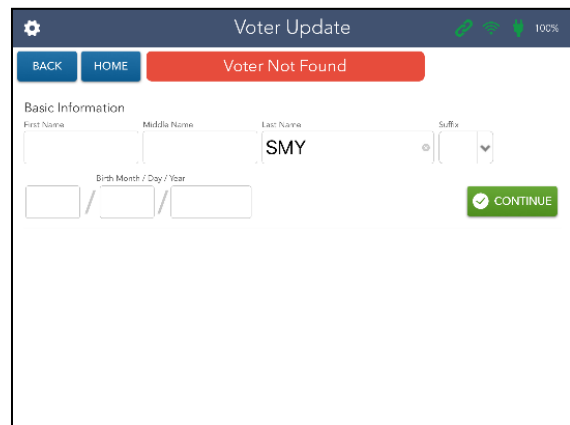 Voter Update 100%
BACK HOME Voter Not Found
Basic Information
First Name Middle Name Last Name Suffix
SMY
Birth Month / Day / Year
/ /
CONTINUE